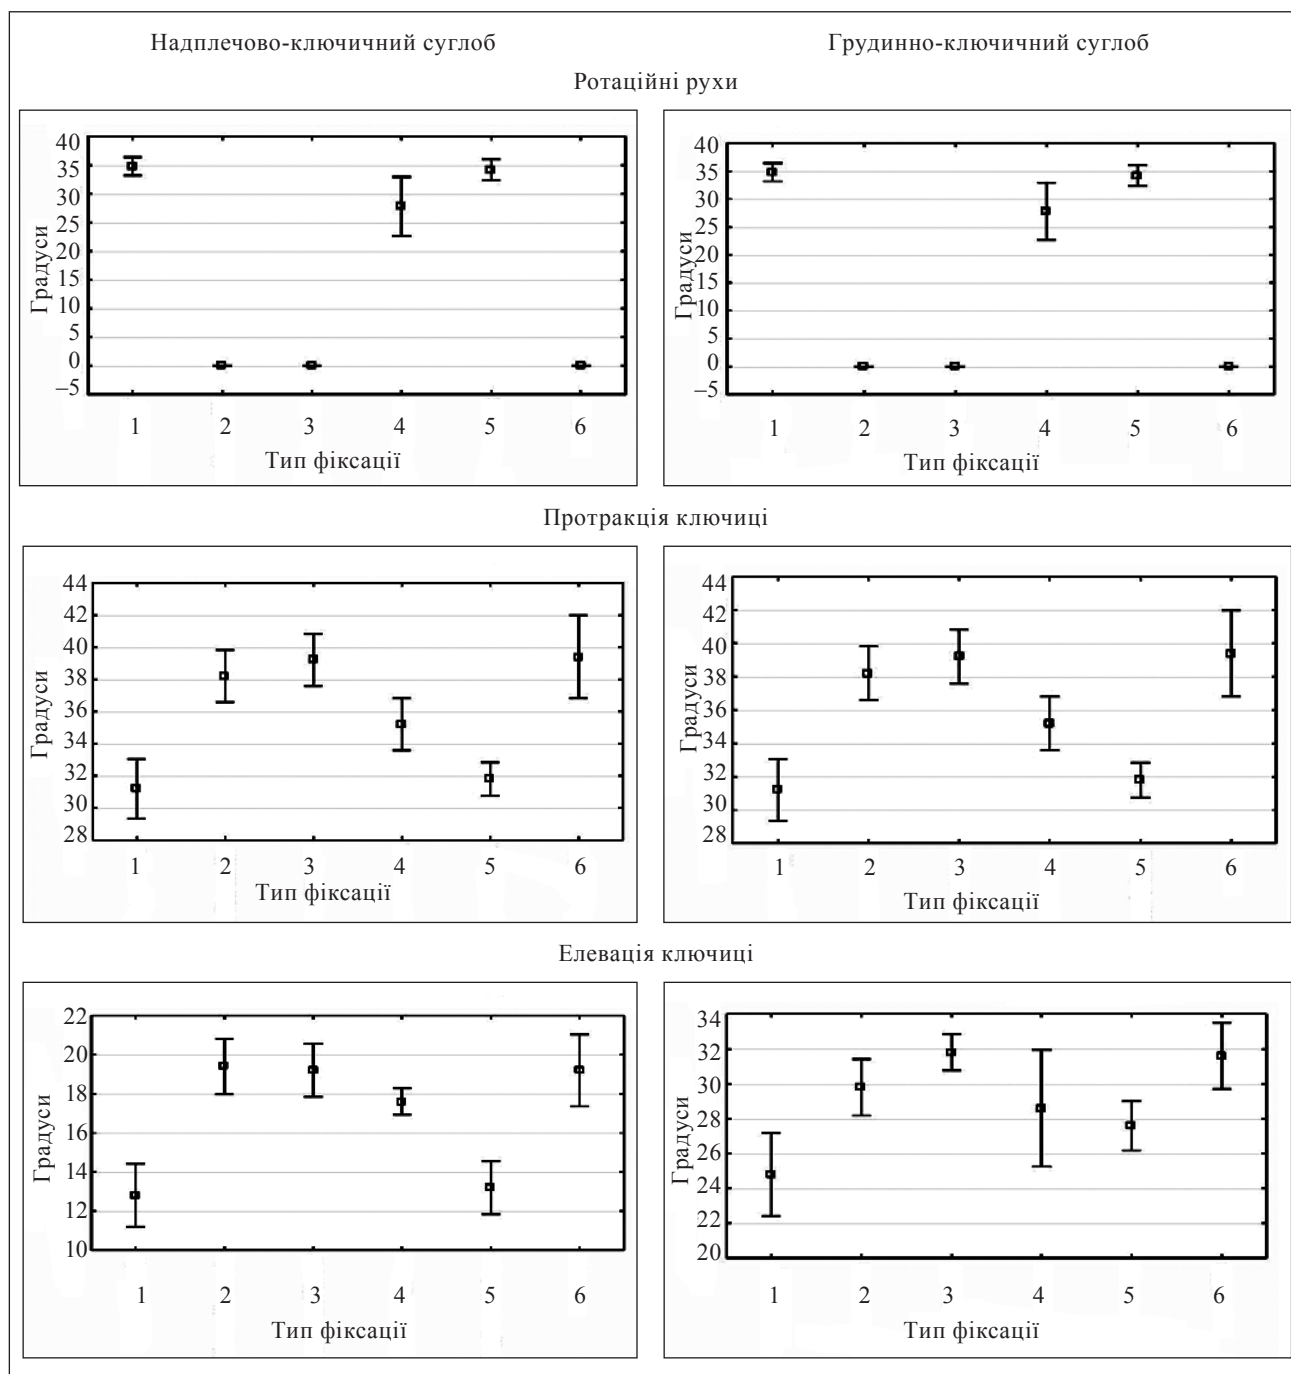 Надплечово-ключичний суглоб
Грудинно-ключичний суглоб
Ротаційні рухи
Градуси
40
35
30
25
20
15
10
5
0
–5
1 2 3 4 5 6
Тип фіксації
Градуси
40
35
30
25
20
15
10
5
0
–5
1 2 3 4 5 6
Тип фіксації
Протракція ключиці
Градуси
44
42
40
38
36
34
32
30
28
1 2 3 4 5 6
Тип фіксації
Градуси
44
42
40
38
36
34
32
30
28
1 2 3 4 5 6
Тип фіксації
Елевація ключиці
Градуси
22
20
18
16
14
12
10
1 2 3 4 5 6
Тип фіксації
Градуси
34
32
30
28
26
24
22
20
1 2 3 4 5 6
Тип фіксації